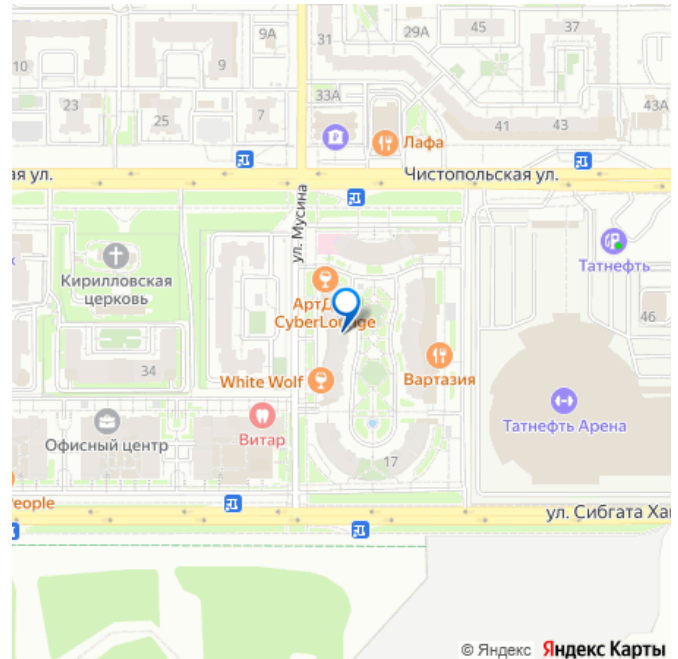 9А
29А
45
37
31
10
9
33А
23
25
7
43А
41
43
Лафа
ая ул.
Чистопольская ул.
ул. Мусина
Татнефть
Кирилловская
церковь
АртД
CyberLounge
46
White Wolf
Вартазия
34
Татнефть Арена
Офисный центр
Витар
17
eople
ул. Сибгата Ха
© Яндекс Яндекс Карты